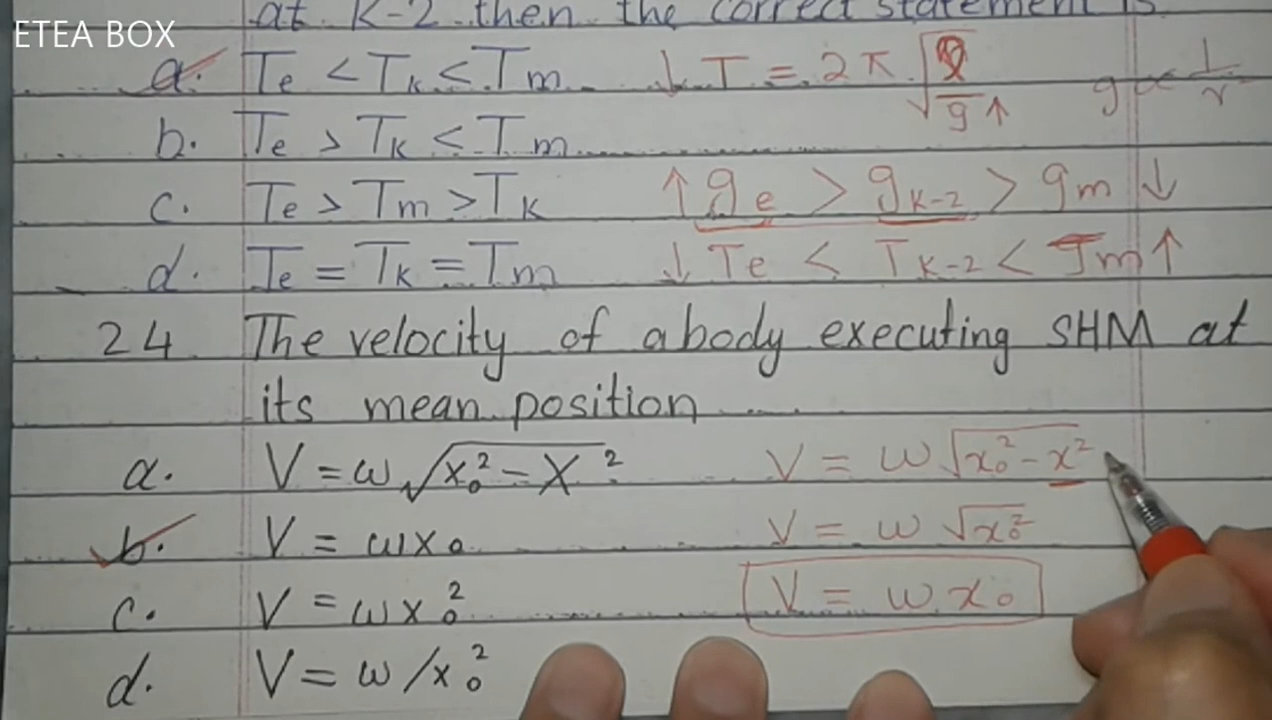 ETEA BOX
at K-2 then the correct statement is
a. Te < Tk < Tm ↓ T = 2π √(l/g↑) g ∝ 1/r
b. Te > Tk < Tm
c. Te > Tm > Tk ↑ ge > gK-2 > gm ↓
d. Te = Tk = Tm ↓ Te < TK-2 < Tm ↑
24 The velocity of a body executing SHM at
its mean position
a. V = ω√(x₀² – X²) V = ω √(x₀² – x²)
b. V = ωx₀ V = ω √x₀²
c. V = ωx₀² V = ω x₀
d. V = ω/x₀²